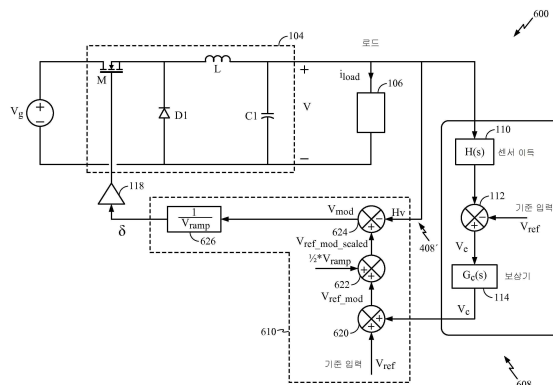 600
104
로드
M
L
+
i_load
106
V_g
D1
C1
V
110
H(s)
센서 이득
118
112
기준 입력
V_ref
δ
1
V_ramp
626
V_mod
624
Hv
408′
V_e
V_ref_mod_scaled
½*V_ramp
622
G_c(s)
보상기
114
V_ref_mod
V_c
610
620
기준 입력
V_ref
608